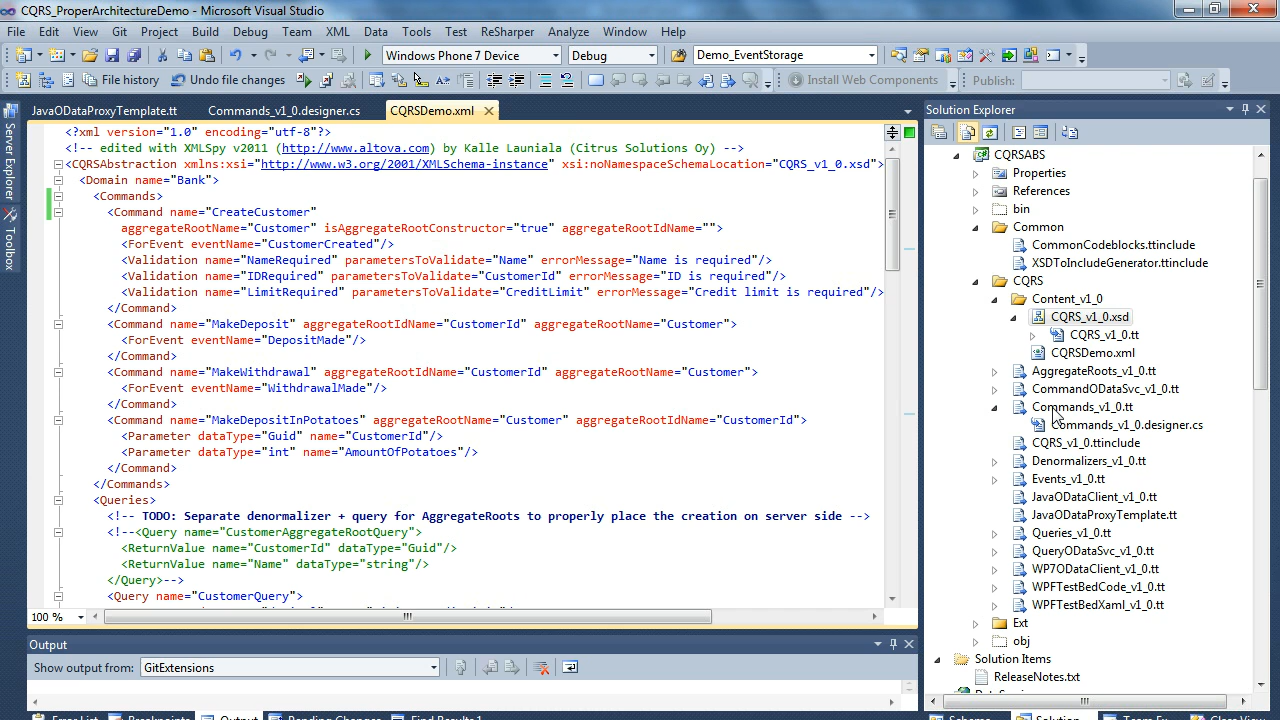 CQRS_ProperArchitectureDemo - Microsoft Visual Studio
File Edit View Git Project Build Debug Team XML Data Tools Test ReSharper Analyze Window Help
Windows Phone 7 Device Debug Demo_EventStorage
File history Undo file changes Install Web Components Publish:
JavaODataProxyTemplate.tt Commands_v1_0.designer.cs CQRSDemo.xml
Server Explorer
Toolbox
<?xml version="1.0" encoding="utf-8"?>
<!-- edited with XMLSpy v2011 (http://www.altova.com) by Kalle Launiala (Citrus Solutions Oy) -->
<CQRSAbstraction xmlns:xsi="http://www.w3.org/2001/XMLSchema-instance" xsi:noNamespaceSchemaLocation="CQRS_v1_0.xsd">
<Domain name="Bank">
<Commands>
<Command name="CreateCustomer"
aggregateRootName="Customer" isAggregateRootConstructor="true" aggregateRootIdName="">
<ForEvent eventName="CustomerCreated"/>
<Validation name="NameRequired" parametersToValidate="Name" errorMessage="Name is required"/>
<Validation name="IDRequired" parametersToValidate="CustomerId" errorMessage="ID is required"/>
<Validation name="LimitRequired" parametersToValidate="CreditLimit" errorMessage="Credit limit is required"/>
</Command>
<Command name="MakeDeposit" aggregateRootIdName="CustomerId" aggregateRootName="Customer">
<ForEvent eventName="DepositMade"/>
</Command>
<Command name="MakeWithdrawal" aggregateRootIdName="CustomerId" aggregateRootName="Customer">
<ForEvent eventName="WithdrawalMade"/>
</Command>
<Command name="MakeDepositInPotatoes" aggregateRootName="Customer" aggregateRootIdName="CustomerId">
<Parameter dataType="Guid" name="CustomerId"/>
<Parameter dataType="int" name="AmountOfPotatoes"/>
</Command>
</Commands>
<Queries>
<!-- TODO: Separate denormalizer + query for AggregateRoots to properly place the creation on server side -->
<!--<Query name="CustomerAggregateRootQuery">
<ReturnValue name="CustomerId" dataType="Guid"/>
<ReturnValue name="Name" dataType="string"/>
</Query>-->
<Query name="CustomerQuery">
100 %
Output
Show output from: GitExtensions
Error List Breakpoints Output Pending Changes Find Results 1
Solution Explorer
CQRSABS
Properties
References
bin
Common
CommonCodeblocks.ttinclude
XSDToIncludeGenerator.ttinclude
CQRS
Content_v1_0
CQRS_v1_0.xsd
CQRS_v1_0.tt
CQRSDemo.xml
AggregateRoots_v1_0.tt
CommandODataSvc_v1_0.tt
Commands_v1_0.tt
Commands_v1_0.designer.cs
CQRS_v1_0.ttinclude
Denormalizers_v1_0.tt
Events_v1_0.tt
JavaODataClient_v1_0.tt
JavaODataProxyTemplate.tt
Queries_v1_0.tt
QueryODataSvc_v1_0.tt
WP7ODataClient_v1_0.tt
WPFTestBedCode_v1_0.tt
WPFTestBedXaml_v1_0.tt
Ext
obj
Solution Items
ReleaseNotes.txt